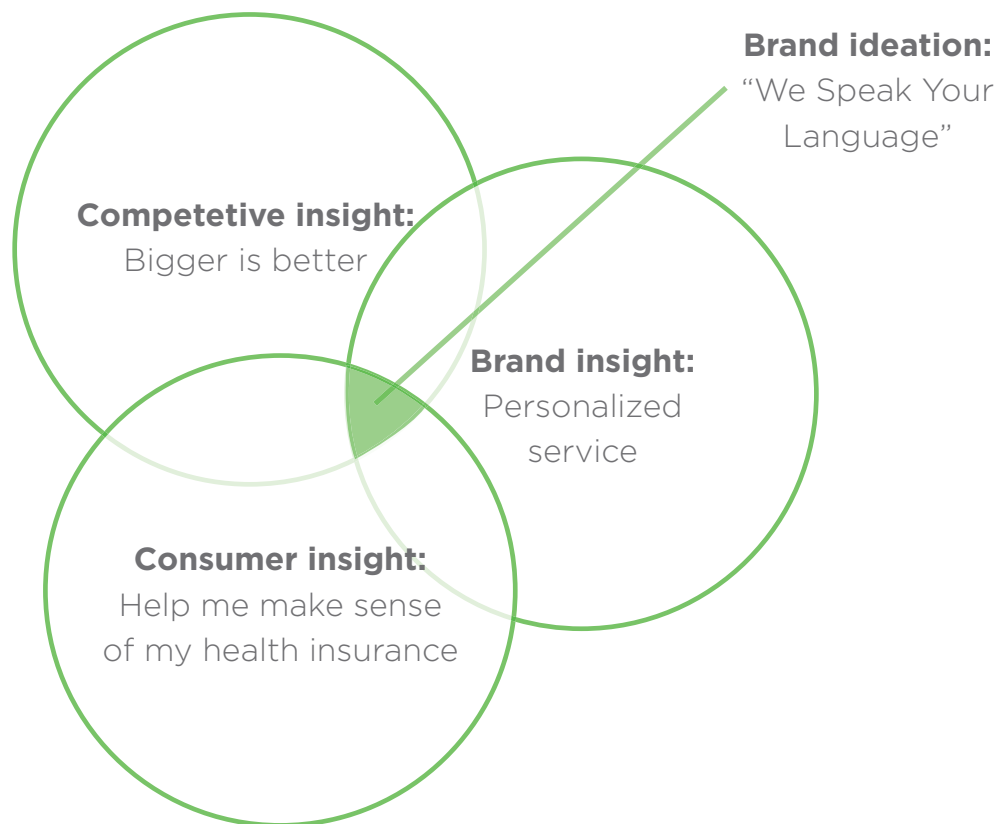 Brand ideation:
“We Speak Your
Language”
Competetive insight:
Bigger is better
Brand insight:
Personalized
service
Consumer insight:
Help me make sense
of my health insurance